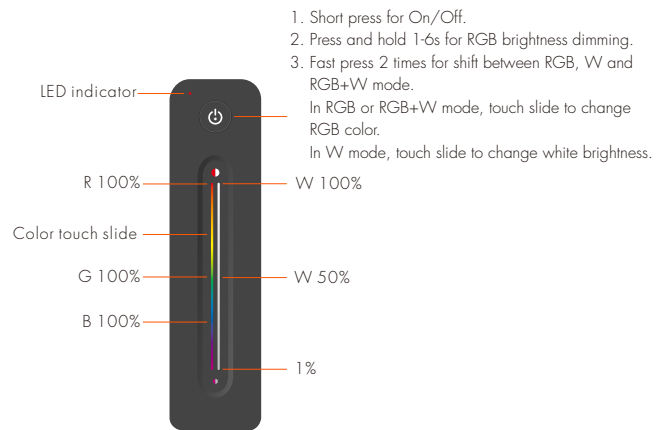 1. Short press for On/Off.
2. Press and hold 1-6s for RGB brightness dimming.
3. Fast press 2 times for shift between RGB, W and
RGB+W mode.
In RGB or RGB+W mode, touch slide to change
RGB color.
In W mode, touch slide to change white brightness.
LED indicator
R 100%
W 100%
Color touch slide
G 100%
W 50%
B 100%
1%